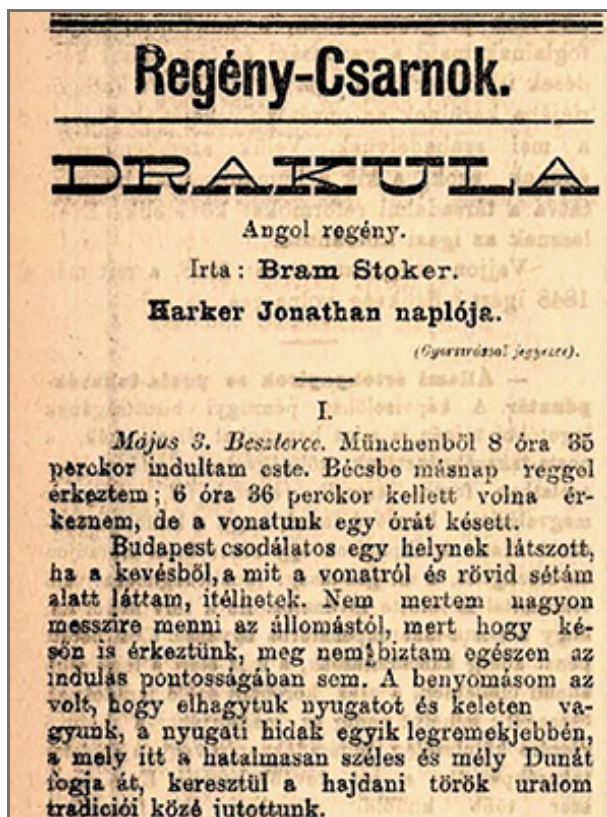 Regény-Csarnok.
DRAKULA
Angol regény.
Irta: Bram Stoker.
Harker Jonathan naplója.
(Gyorsirással jegyezte).
I.
Május 3. Beszterce. Münchenből 8 óra 35
perckor indultam este. Bécsbe másnap reggel
érkeztem; 6 óra 36 perckor kellett volna ér-
keznem, de a vonatunk egy órát késett.
Budapest csodálatos egy helynek látszott,
ha a kevésből, a mit a vonatról és rövid sétám
alatt láttam, itélhetek. Nem mertem nagyon
messzire menni az állomástól, mert hogy ké-
sőn is érkeztünk, meg nem biztam egészen az
indulás pontosságában sem. A benyomásom az
volt, hogy elhagytuk nyugatot és keleten va-
gyunk, a nyugati hidak egyik legremekjebbén,
a mely itt a hatalmasan széles és mély Dunát
fogja át, keresztül a hajdani török uralom
tradiciói közé jutottunk.